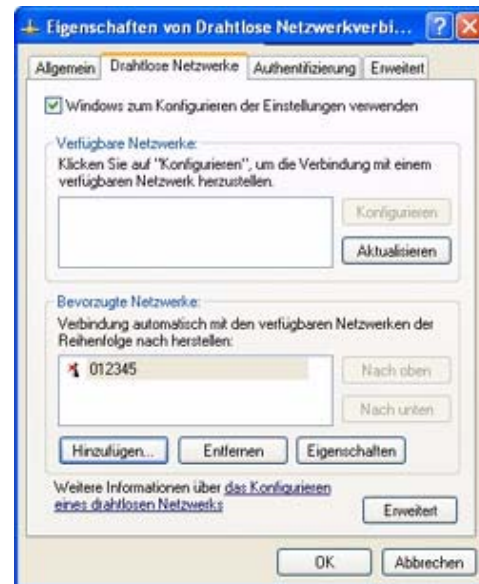 Eigenschaften von Drahtlose Netzwerkverbi...
Allgemein Drahtlose Netzwerke Authentifizierung Erweitert
Windows zum Konfigurieren der Einstellungen verwenden
Verfügbare Netzwerke:
Klicken Sie auf "Konfigurieren", um die Verbindung mit einem
verfügbaren Netzwerk herzustellen.
Konfigurieren
Aktualisieren
Bevorzugte Netzwerke:
Verbindung automatisch mit den verfügbaren Netzwerken der
Reihenfolge nach herstellen:
012345
Nach oben
Nach unten
Hinzufügen... Entfernen Eigenschaften
Weitere Informationen über das Konfigurieren
eines drahtlosen Netzwerks
Erweitert
OK Abbrechen